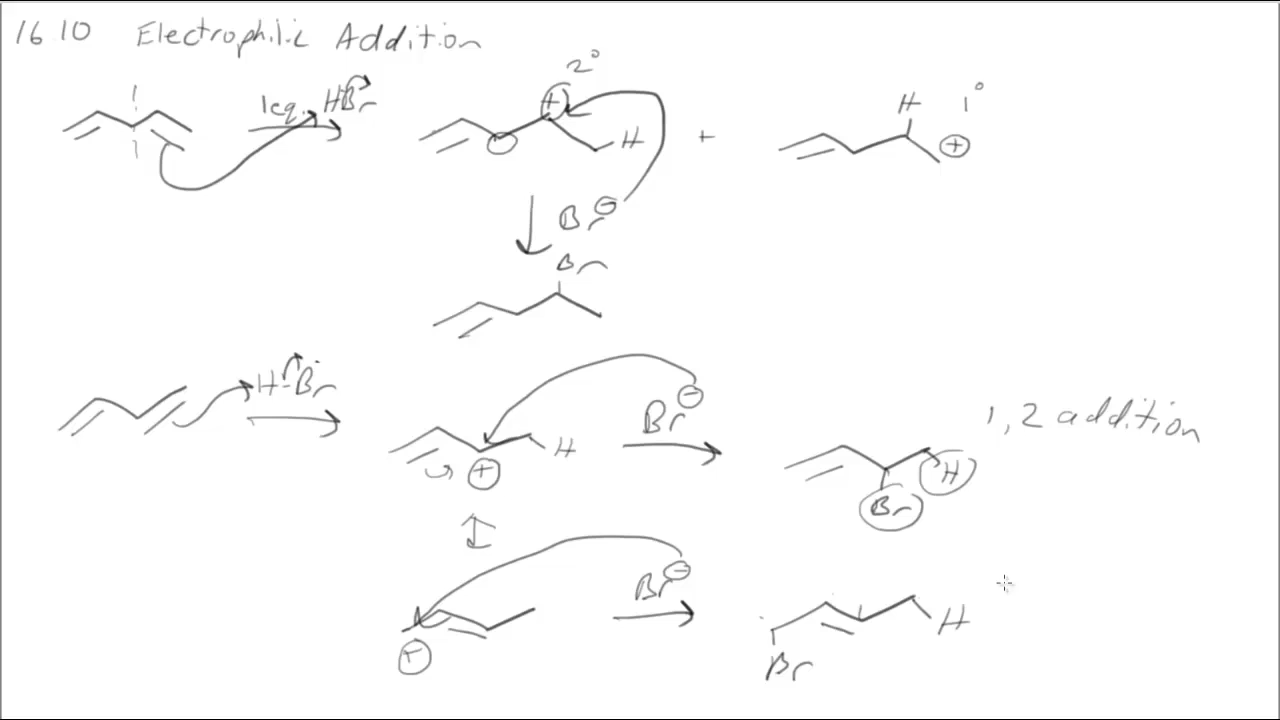 16.10 Electrophilic Addition
1eq. HBr
2°
H
+
H 1°
+
Br⊖
Br
H-Br
+ H
Br⊖
1,2 addition
Br H
+
Br⊖
Br H